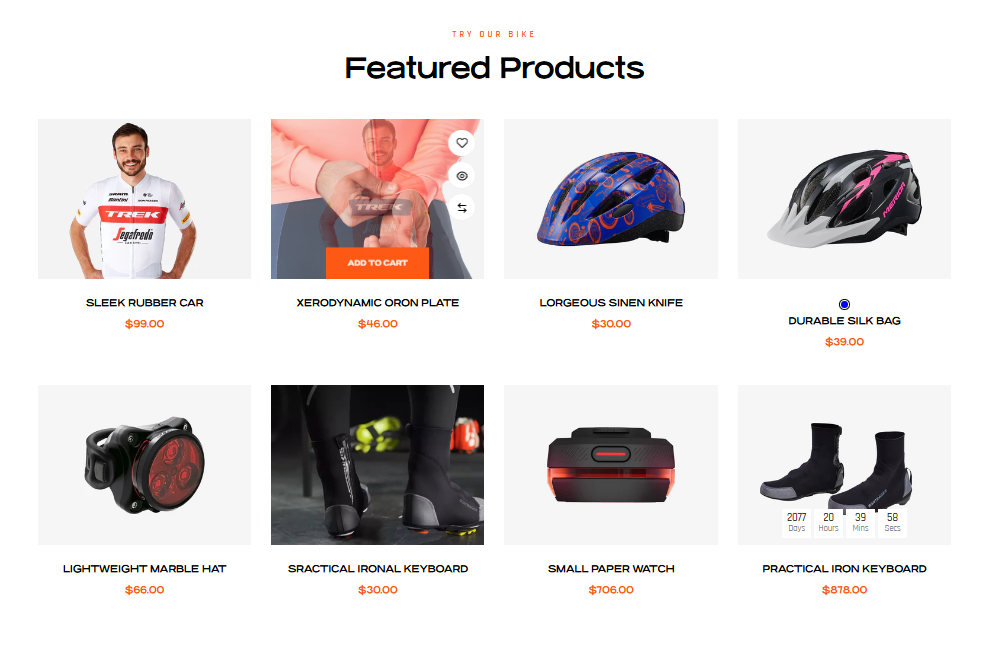 TRY OUR BIKE
Featured Products
TREK
Segafredo
TREK
ADD TO CART
MERIDA
SLEEK RUBBER CAR
$99.00
XERODYNAMIC ORON PLATE
$46.00
LORGEOUS SINEN KNIFE
$30.00
DURABLE SILK BAG
$39.00
2077 20 39 58
Days Hours Mins Secs
LIGHTWEIGHT MARBLE HAT
$66.00
SRACTICAL IRONAL KEYBOARD
$30.00
SMALL PAPER WATCH
$706.00
PRACTICAL IRON KEYBOARD
$878.00